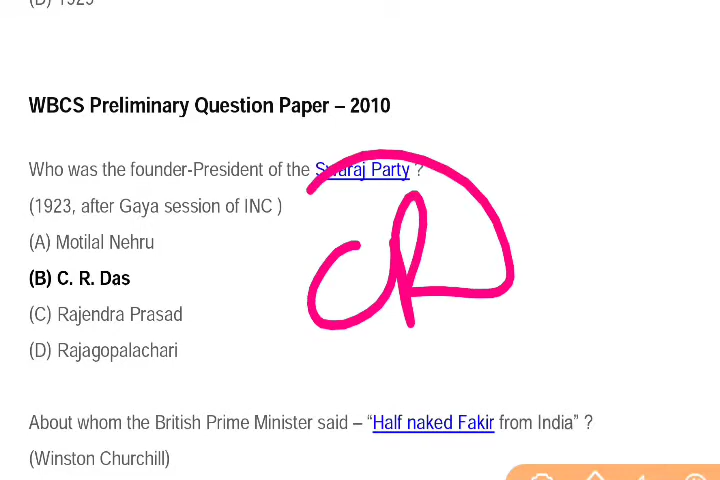 (D) 1925
WBCS Preliminary Question Paper – 2010
Who was the founder-President of the Swaraj Party ?
(1923, after Gaya session of INC )
(A) Motilal Nehru
(B) C. R. Das
(C) Rajendra Prasad
(D) Rajagopalachari
About whom the British Prime Minister said – “Half naked Fakir from India” ?
(Winston Churchill)